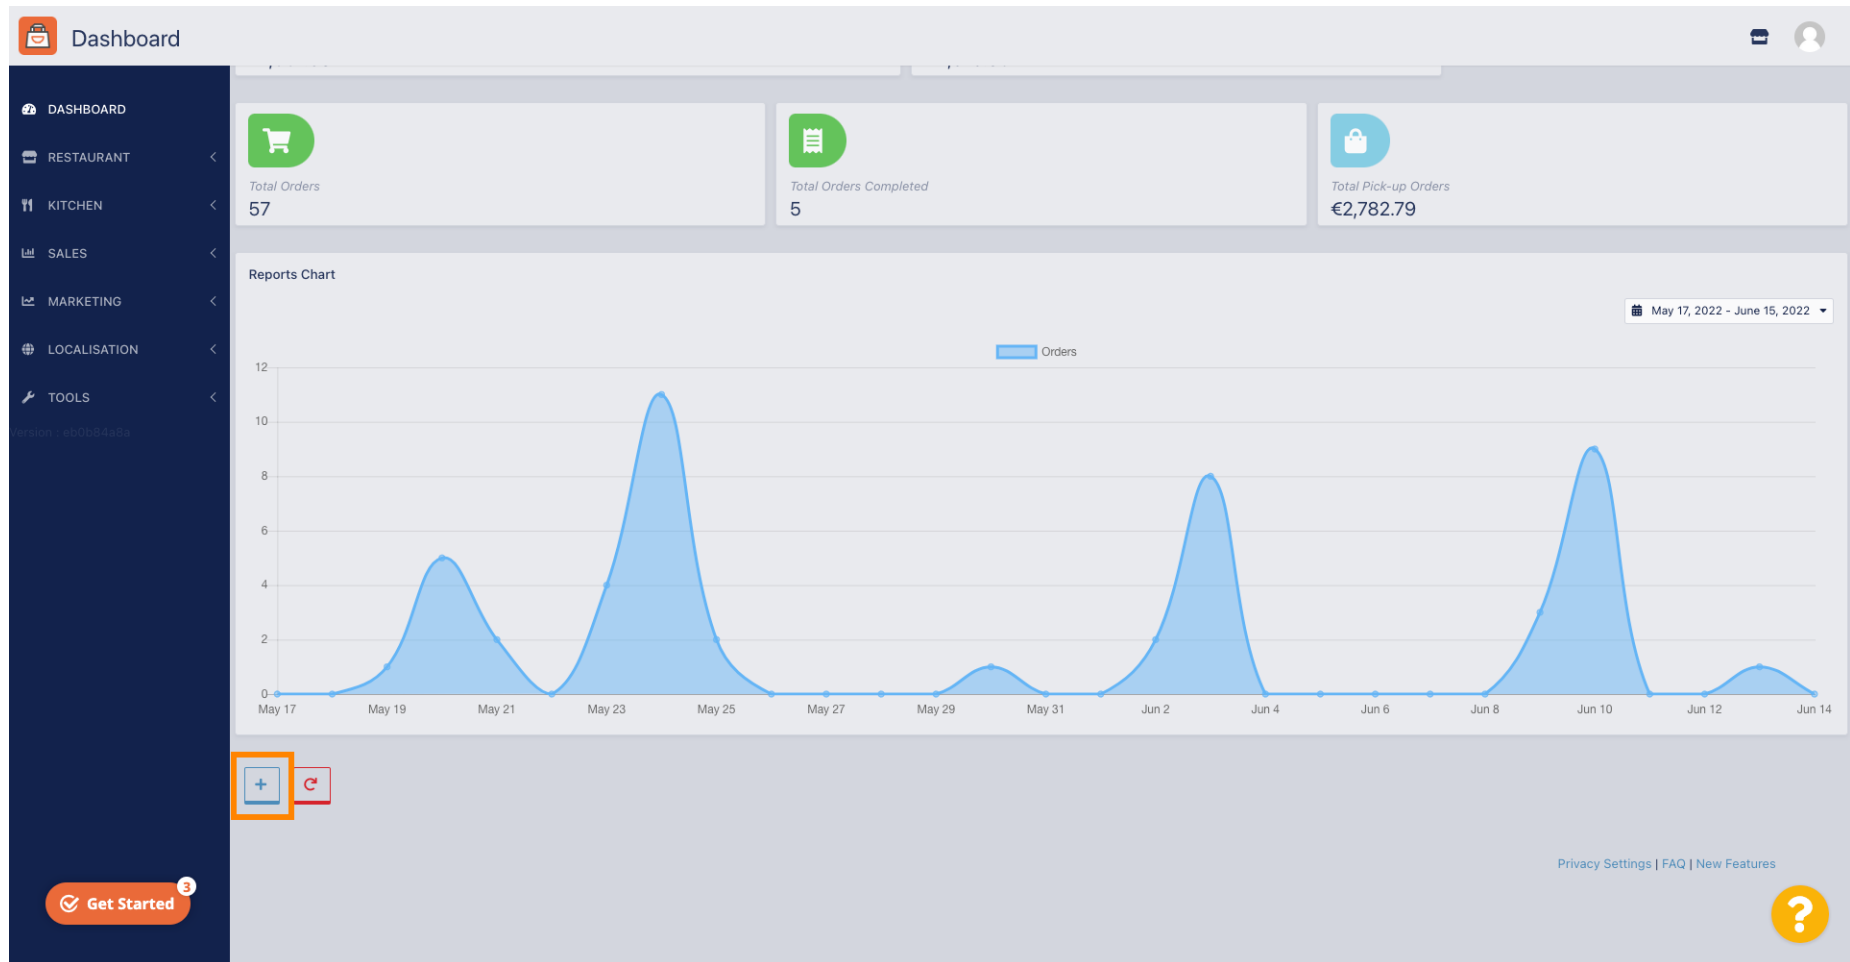 Dashboard
DASHBOARD
RESTAURANT
KITCHEN
SALES
MARKETING
LOCALISATION
TOOLS
Version : eb0b84a8a
Total Orders
57
Total Orders Completed
5
Total Pick-up Orders
€2,782.79
Reports Chart
May 17, 2022 - June 15, 2022
Orders
12
10
8
6
4
2
0
May 17 May 19 May 21 May 23 May 25 May 27 May 29 May 31 Jun 2 Jun 4 Jun 6 Jun 8 Jun 10 Jun 12 Jun 14
+
Privacy Settings | FAQ | New Features
3
Get Started
?